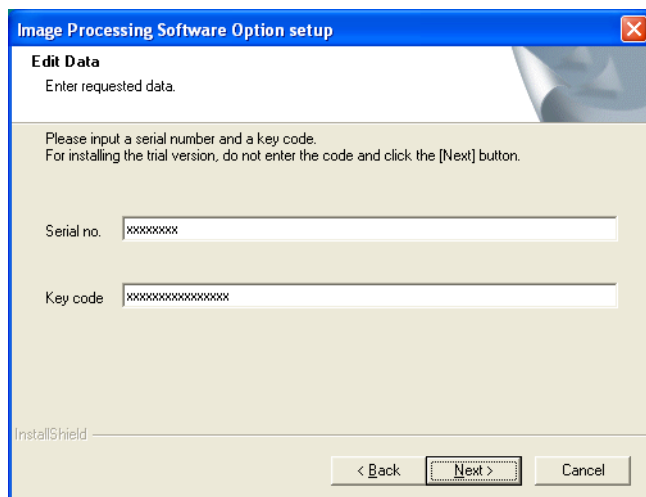 Image Processing Software Option setup
Edit Data
Enter requested data.
Please input a serial number and a key code.
For installing the trial version, do not enter the code and click the [Next] button.
Serial no. xxxxxxxx
Key code xxxxxxxxxxxxxxxx
InstallShield
< Back Next > Cancel